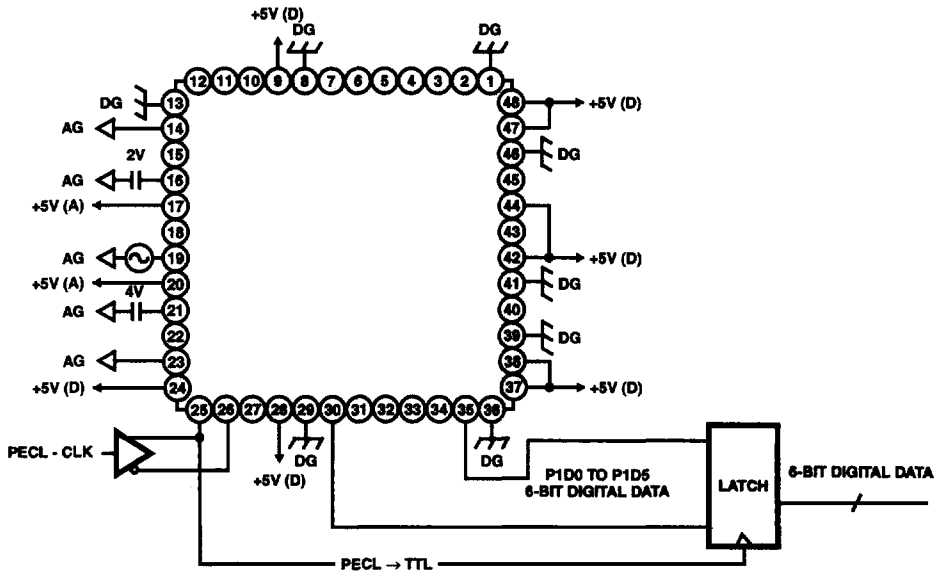 +5V (D)
DG
DG
12 11 10 9 8 7 6 5 4 3 2 1
DG
13
48
+5V (D)
AG
14
47
15
46
DG
2V
AG
16
45
+5V (A)
17
44
18
43
AG
19
42
+5V (D)
+5V (A)
20
41
DG
4V
AG
21
40
22
39
DG
AG
23
38
+5V (D)
24
37
+5V (D)
25 26 27 28 29 30 31 32 33 34 35 36
PECL - CLK
DG
DG
+5V (D)
P1D0 TO P1D5
6-BIT DIGITAL DATA
LATCH
6-BIT DIGITAL DATA
PECL → TTL